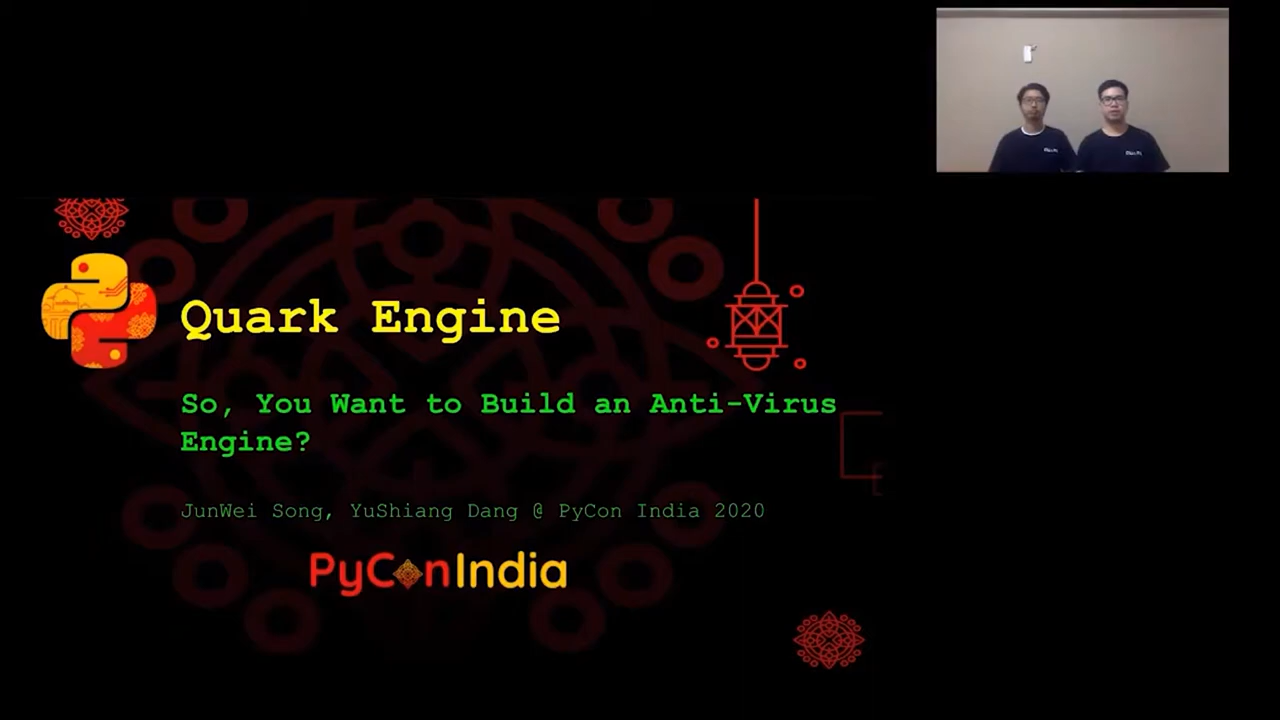 Quark Engine
So, You Want to Build an Anti-Virus
Engine?
JunWei Song, YuShiang Dang @ PyCon India 2020
PyConIndia